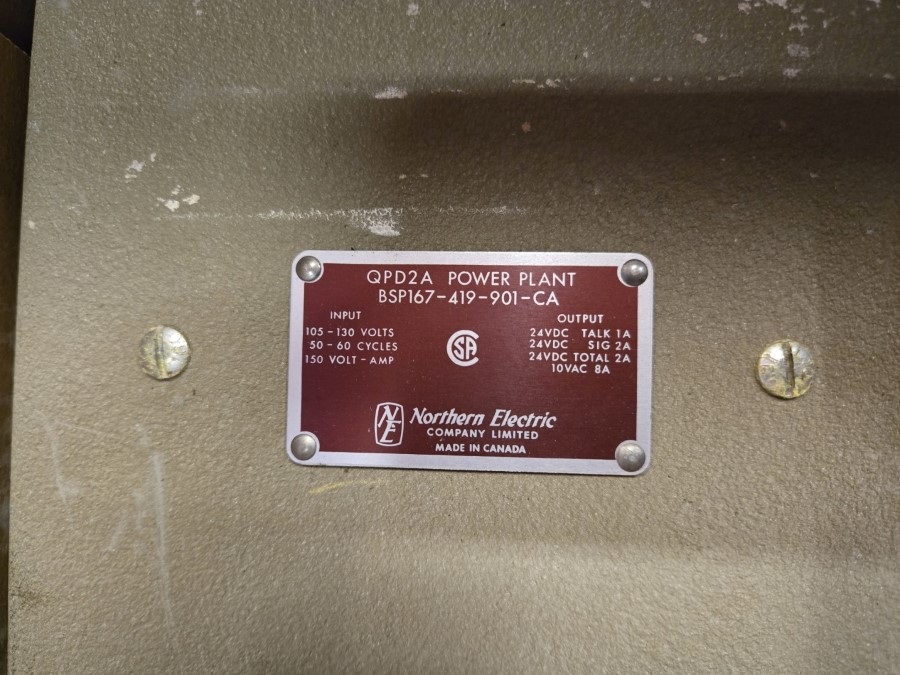 QPD2A POWER PLANT
BSP167-419-901-CA
INPUT
105-130 VOLTS
50-60 CYCLES
150 VOLT-AMP
SA
OUTPUT
24VDC TALK 1A
24VDC SIG 2A
24VDC TOTAL 2A
10VAC 8A
NE
Northern Electric
COMPANY LIMITED
MADE IN CANADA